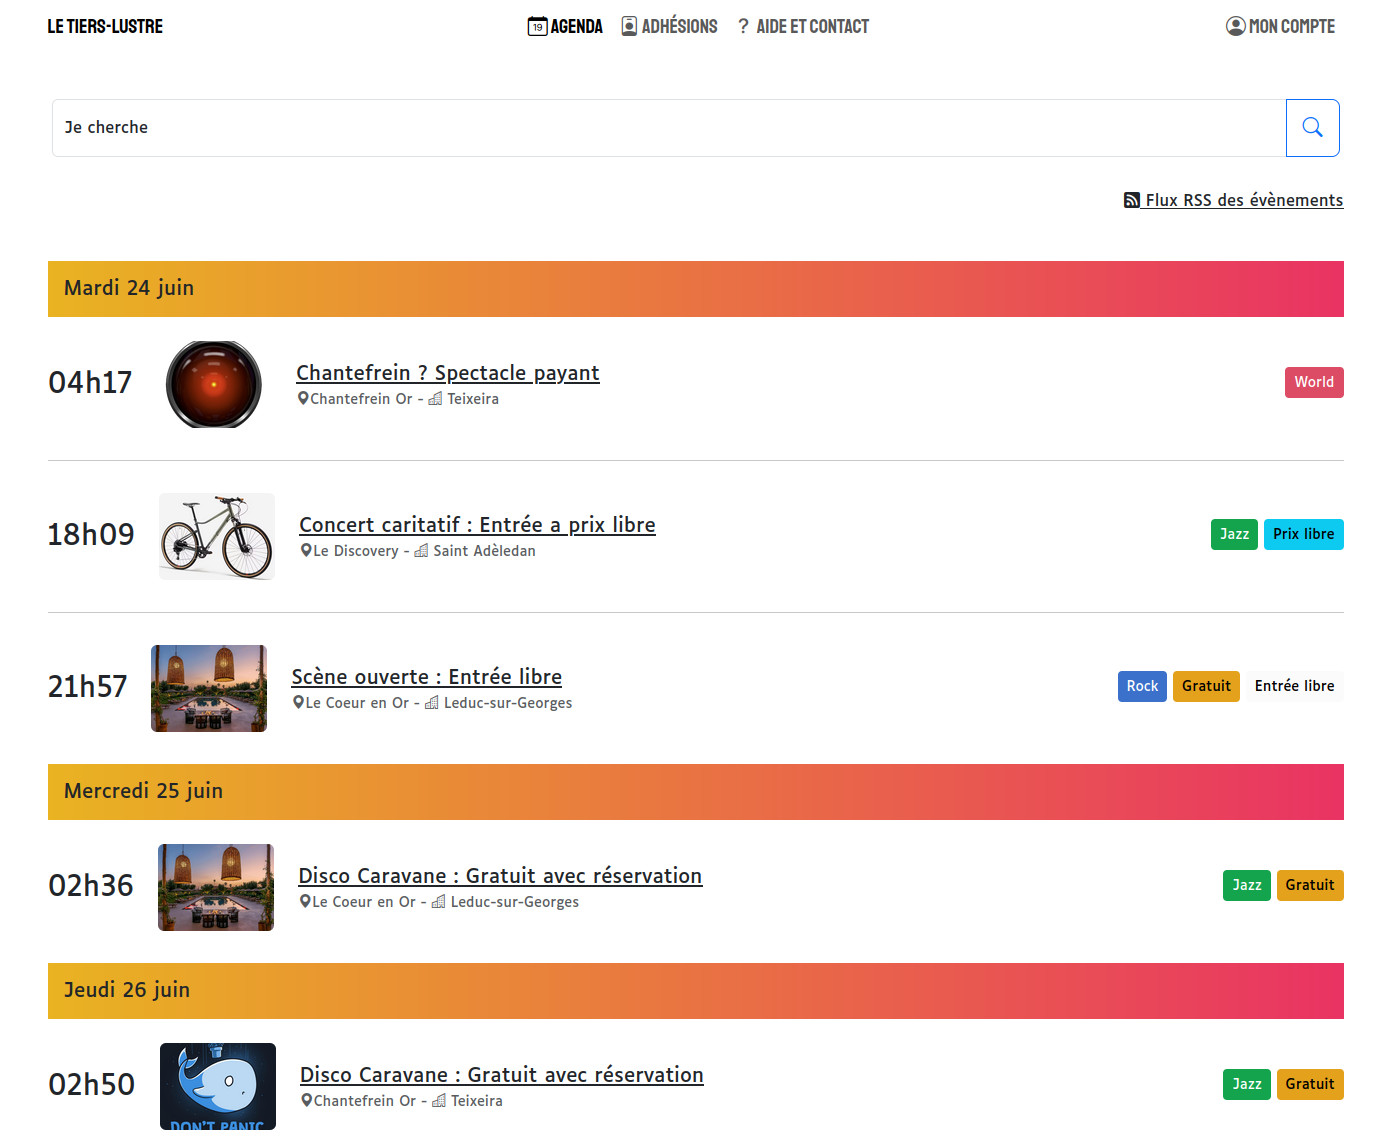 LE TIERS-LUSTRE
19 AGENDA
ADHÉSIONS
? AIDE ET CONTACT
MON COMPTE
Je cherche
Flux RSS des évènements
Mardi 24 juin
04h17
Chantefrein ? Spectacle payant
Chantefrein Or - Teixeira
World
18h09
Concert caritatif : Entrée a prix libre
Le Discovery - Saint Adèledan
Jazz
Prix libre
21h57
Scène ouverte : Entrée libre
Le Coeur en Or - Leduc-sur-Georges
Rock
Gratuit
Entrée libre
Mercredi 25 juin
02h36
Disco Caravane : Gratuit avec réservation
Le Coeur en Or - Leduc-sur-Georges
Jazz
Gratuit
Jeudi 26 juin
02h50
DON'T PANIC
Disco Caravane : Gratuit avec réservation
Chantefrein Or - Teixeira
Jazz
Gratuit